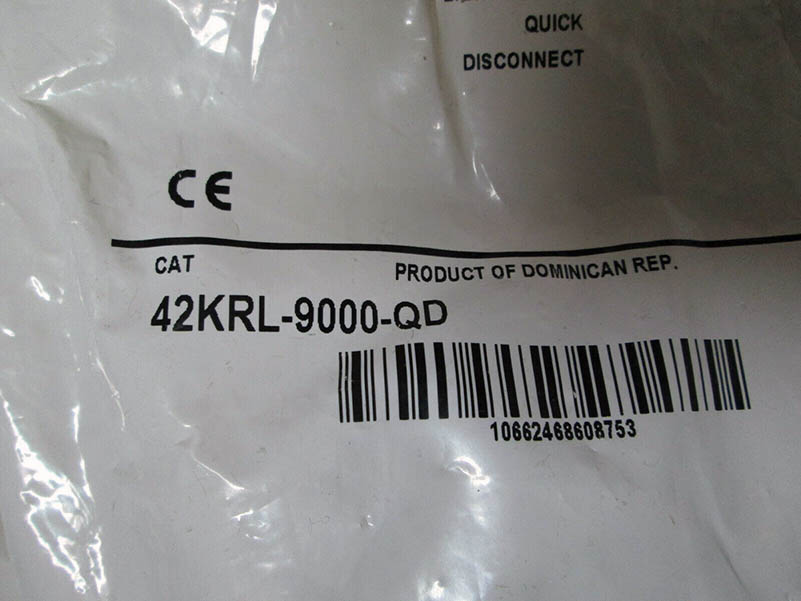 QUICK
DISCONNECT
CE
CAT
PRODUCT OF DOMINICAN REP.
42KRL-9000-QD
10662468608753